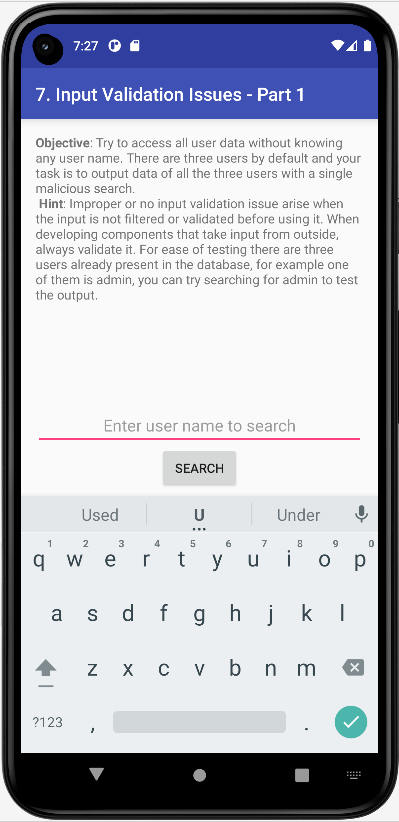 7:27
7. Input Validation Issues - Part 1
Objective: Try to access all user data without knowing
any user name. There are three users by default and your
task is to output data of all the three users with a single
malicious search.
Hint: Improper or no input validation issue arise when
the input is not filtered or validated before using it. When
developing components that take input from outside,
always validate it. For ease of testing there are three
users already present in the database, for example one
of them is admin, you can try searching for admin to test
the output.
Enter user name to search
SEARCH
Used U Under
1 2 3 4 5 6 7 8 9 0
q w e r t y u i o p
a s d f g h j k l
z x c v b n m
?123 , .